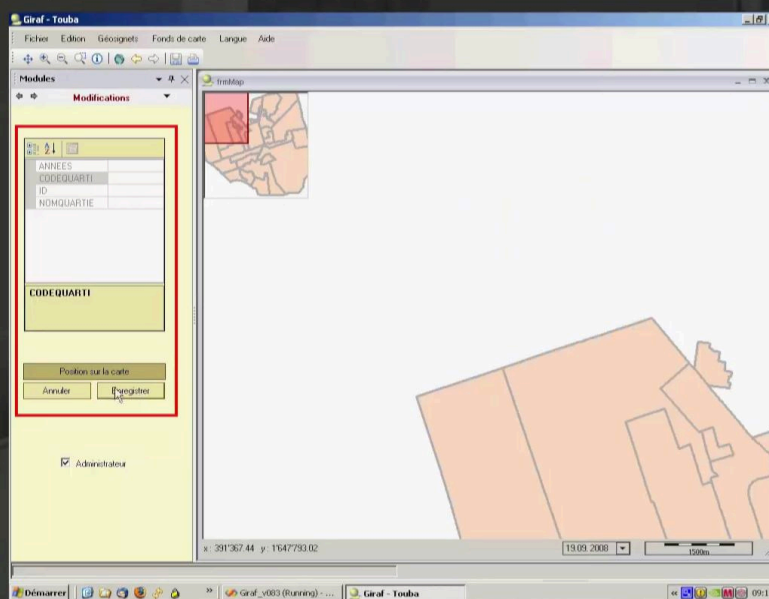 Giraf - Touba
Fichier Edition Géosignets Fonds de carte Langue Aide
Modules
frmMap
Modifications
ANNEES
CODEQUARTI
ID
NOMQUARTIE
CODEQUARTI
Position sur la carte
Annuler Enregistrer
Administrateur
x : 391'367.44 y : 1'647'793.02
19.09. 2008
1500m
Démarrer
Giraf_v083 (Running) - ...
Giraf - Touba